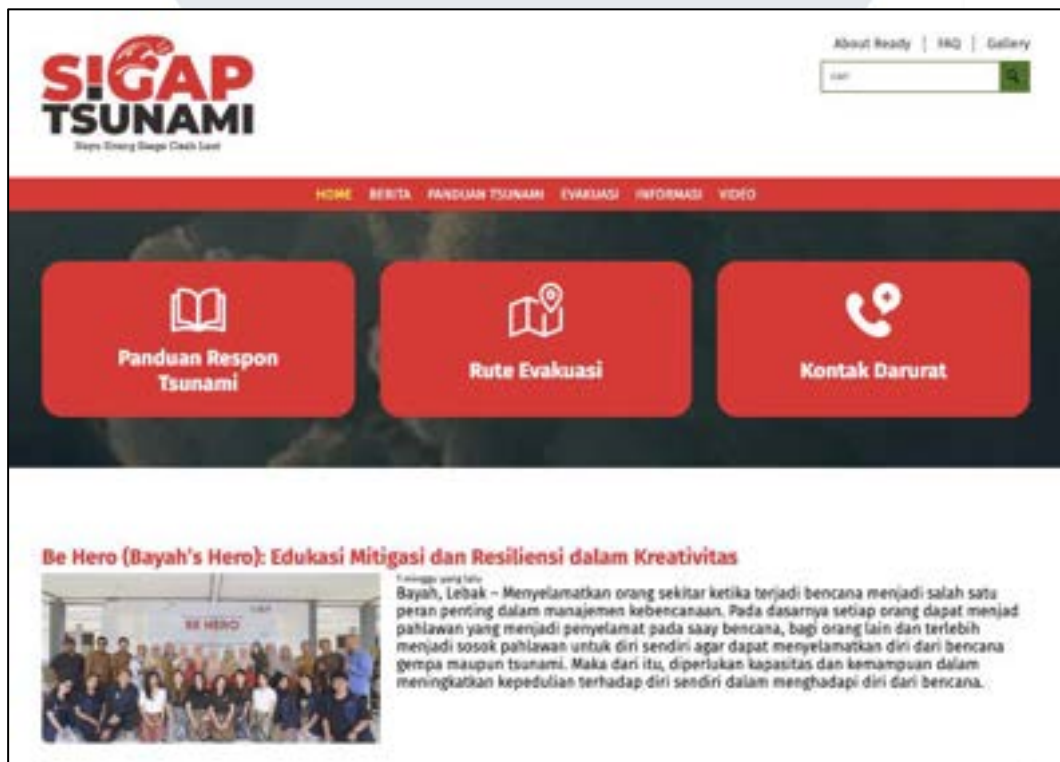 SIGAP
TSUNAMI
About Ready | FAQ | Gallery
cari
HOME BERITA PANDUAN TSUNAMI EVAKUASI INFORMASI VIDEO
Panduan Respon
Tsunami
Rute Evakuasi
Kontak Darurat
Be Hero (Bayah's Hero): Edukasi Mitigasi dan Resiliensi dalam Kreativitas
minggu yang lalu
Bayah, Lebak – Menyelamatkan orang sekitar ketika terjadi bencana menjadi salah satu
peran penting dalam manajemen kebencanaan. Pada dasarnya setiap orang dapat menjad
pahlawan yang menjadi penyelamat pada saay bencana, bagi orang lain dan terlebih
menjadi sosok pahlawan untuk diri sendiri agar dapat menyelamatkan diri dari bencana
gempa maupun tsunami. Maka dari itu, diperlukan kapasitas dan kemampuan dalam
meningkatkan kepedulian terhadap diri sendiri dalam menghadapi diri dari bencana.
BE HERO